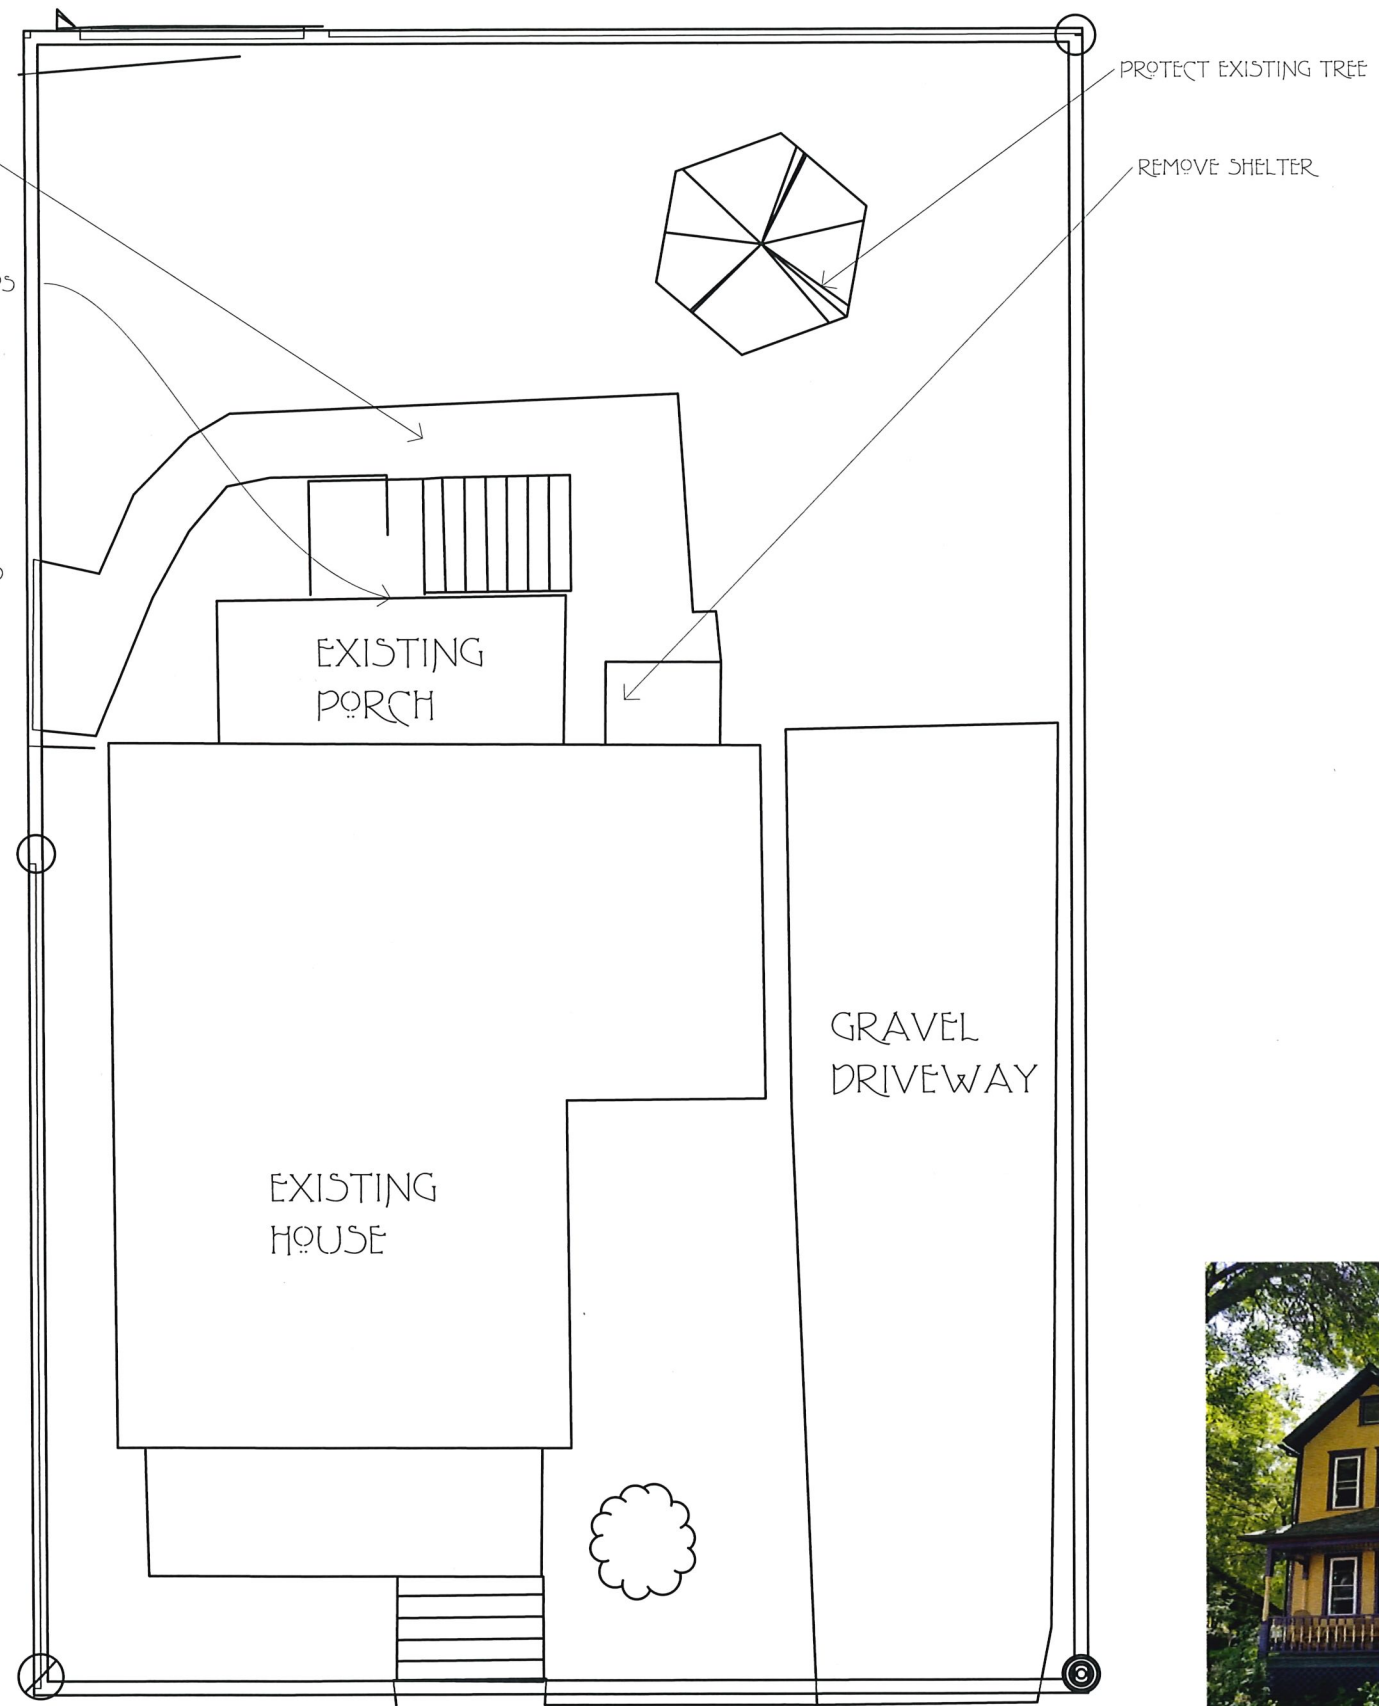 PROTECT EXISTING TREE
REMOVE SHELTER
EXISTING
PORCH
GRAVEL
DRIVEWAY
EXISTING
HOUSE